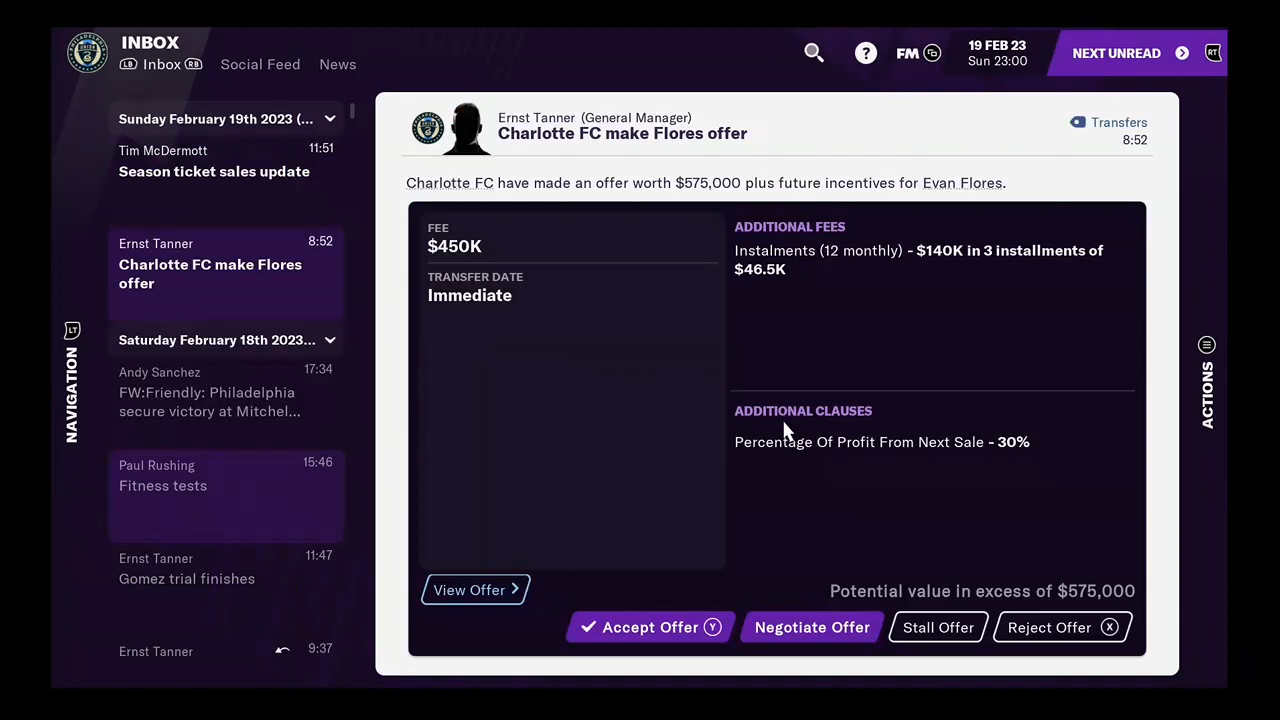 INBOX
LB Inbox RB Social Feed News
? FM 19 FEB 23
Sun 23:00
NEXT UNREAD RT
Sunday February 19th 2023 (...
Tim McDermott 11:51
Season ticket sales update
Ernst Tanner 8:52
Charlotte FC make Flores
offer
Saturday February 18th 2023...
Andy Sanchez 17:34
FW:Friendly: Philadelphia
secure victory at Mitchel...
Paul Rushing 15:46
Fitness tests
Ernst Tanner 11:47
Gomez trial finishes
Ernst Tanner 9:37
LT
NAVIGATION
Ernst Tanner (General Manager)
Charlotte FC make Flores offer
Transfers
8:52
Charlotte FC have made an offer worth $575,000 plus future incentives for Evan Flores.
FEE
$450K
TRANSFER DATE
Immediate
ADDITIONAL FEES
Instalments (12 monthly) - $140K in 3 installments of
$46.5K
ADDITIONAL CLAUSES
Percentage Of Profit From Next Sale - 30%
View Offer
Potential value in excess of $575,000
Accept Offer Y
Negotiate Offer
Stall Offer
Reject Offer X
ACTIONS